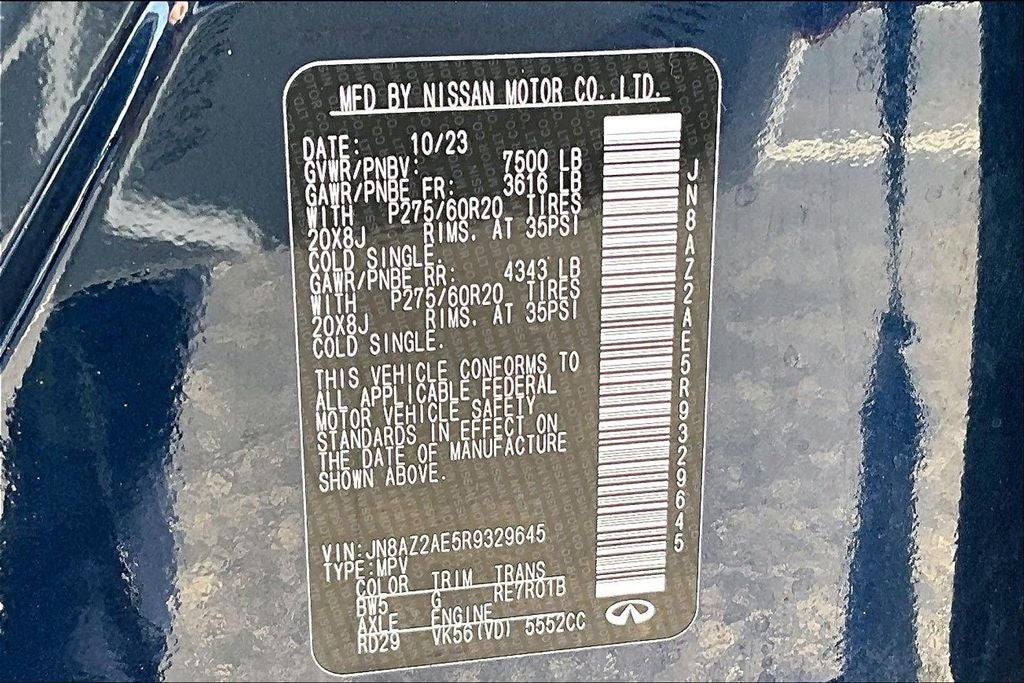 MFD BY NISSAN MOTOR CO.,LTD.
DATE: 10/23
GVWR/PNBV: 7500 LB
GAWR/PNBE FR: 3616 LB
WITH P275/60R20 TIRES
20X8J RIMS. AT 35PSI
COLD SINGLE.
GAWR/PNBE RR: 4343 LB
WITH P275/60R20 TIRES
20X8J RIMS. AT 35PSI
COLD SINGLE.
THIS VEHICLE CONFORMS TO
ALL APPLICABLE FEDERAL
MOTOR VEHICLE SAFETY
STANDARDS IN EFFECT ON
THE DATE OF MANUFACTURE
SHOWN ABOVE.
VIN:JN8AZ2AE5R9329645
TYPE:MPV
COLOR TRIM TRANS
BW5 G RE7R01B
AXLE ENGINE
RD29 VK56(VD) 5552CC
JN8AZ2AE5R9329645